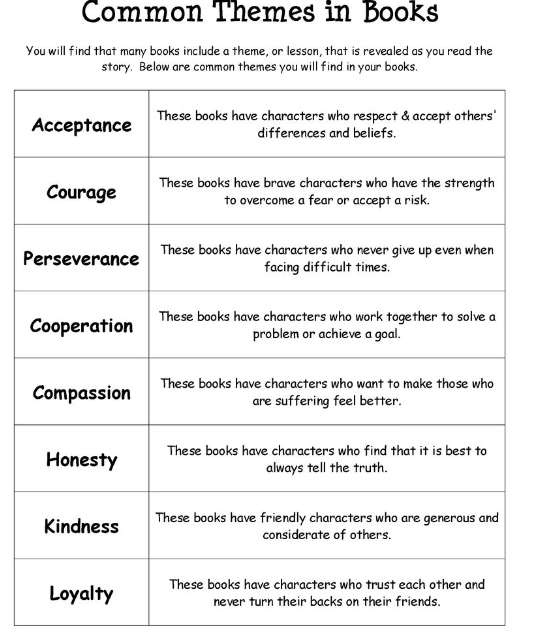 Common Themes in Books
You will find that many books include a theme, or lesson, that is revealed as you read the
story. Below are common themes you will find in your books.
Acceptance
These books have characters who respect & accept others'
differences and beliefs.
Courage
These books have brave characters who have the strength
to overcome a fear or accept a risk.
Perseverance
These books have characters who never give up even when
facing difficult times.
Cooperation
These books have characters who work together to solve a
problem or achieve a goal.
Compassion
These books have characters who want to make those who
are suffering feel better.
Honesty
These books have characters who find that it is best to
always tell the truth.
Kindness
These books have friendly characters who are generous and
considerate of others.
Loyalty
These books have characters who trust each other and
never turn their backs on their friends.